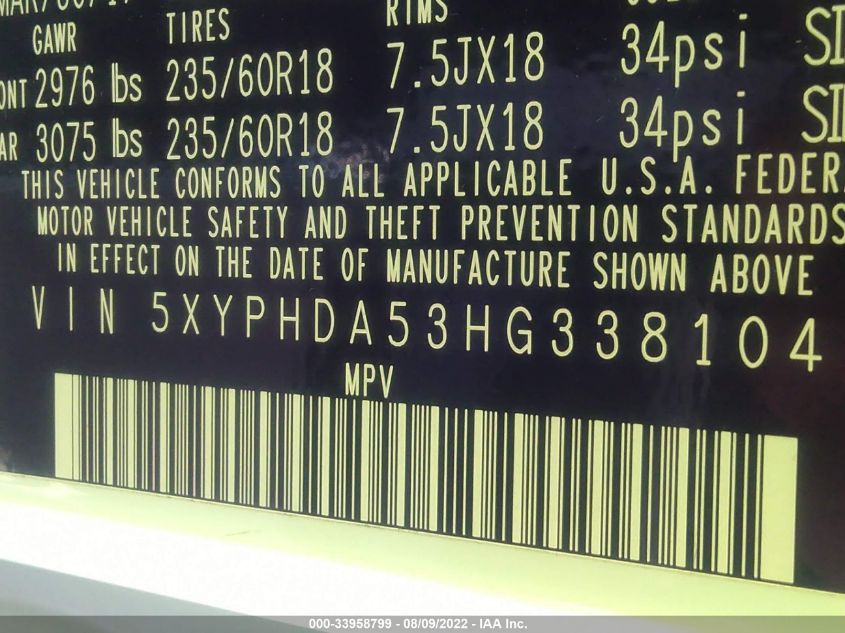 GAWR TIRES RIMS
2976 lbs 235/60R18 7.5JX18 34psi
3075 lbs 235/60R18 7.5JX18 34psi
THIS VEHICLE CONFORMS TO ALL APPLICABLE U.S.A. FEDER
MOTOR VEHICLE SAFETY AND THEFT PREVENTION STANDARDS
IN EFFECT ON THE DATE OF MANUFACTURE SHOWN ABOVE
VIN 5XYPHDA53HG338104
MPV
000-33958799 - 08/09/2022 - IAA Inc.